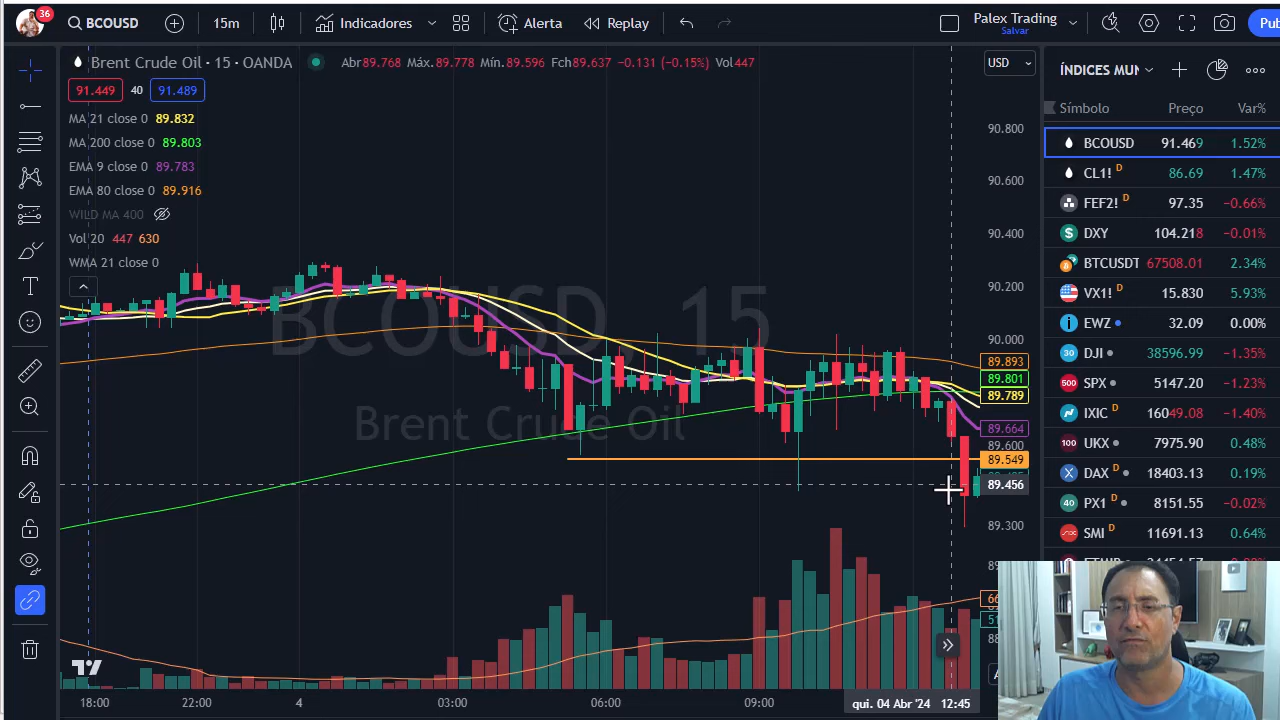 36
BCOUSD
15m
Indicadores
Alerta
Replay
Palex Trading
Salvar
Pub
Brent Crude Oil · 15 · OANDA
Abr89.768 Máx.89.778 Mín.89.596 Fch89.637 −0.131 (−0.15%) Vol447
USD
91.449 40 91.489
MA 21 close 0 89.832
MA 200 close 0 89.803
EMA 9 close 0 89.783
EMA 80 close 0 89.916
WILD MA 400
Vol 20 447 630
WMA 21 close 0
BCOUSD 15
Brent Crude Oil
90.800
90.600
90.400
90.200
90.000
89.893
89.801
89.789
89.664
89.600
89.549
89.456
89.300
18:00 22:00 4 03:00 06:00 09:00 qui. 04 Abr '24 12:45
ÍNDICES MUN
Símbolo Preço Var%
BCOUSD 91.469 1.52%
CL1! D 86.69 1.47%
FEF2! D 97.35 −0.66%
DXY 104.218 −0.01%
BTCUSDT 67508.01 2.34%
VX1! D 15.830 5.93%
EWZ 32.09 0.00%
30 DJI 38596.99 −1.35%
500 SPX 5147.20 −1.23%
IXIC 16049.08 −1.40%
100 UKX 7975.90 0.48%
DAX D 18403.13 0.19%
40 PX1 D 8151.55 −0.02%
SMI D 11691.13 0.64%